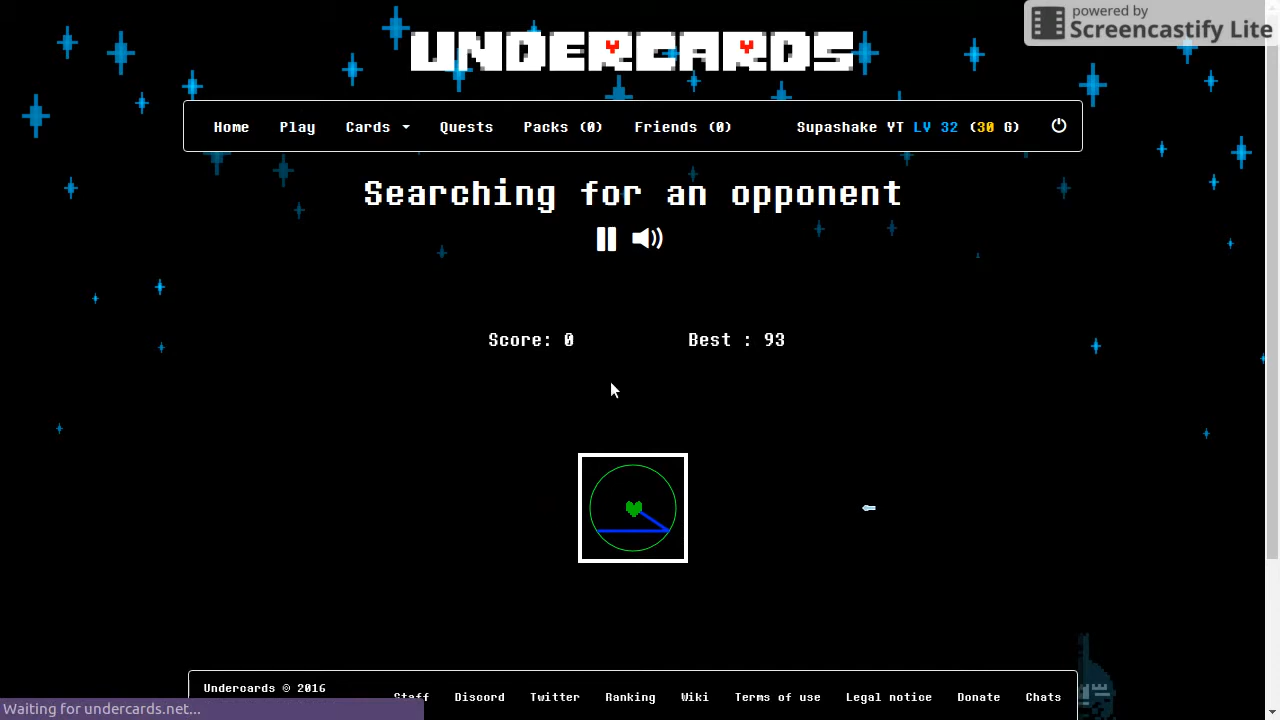 powered by
Screencastify Lite
UNDERCARDS
Home Play Cards Quests Packs (0) Friends (0) Supashake YT LV 32 (30 G)
Searching for an opponent
Score: 0 Best : 93
Undercards © 2016
Staff Discord Twitter Ranking Wiki Terms of use Legal notice Donate Chats
Waiting for undercards.net...